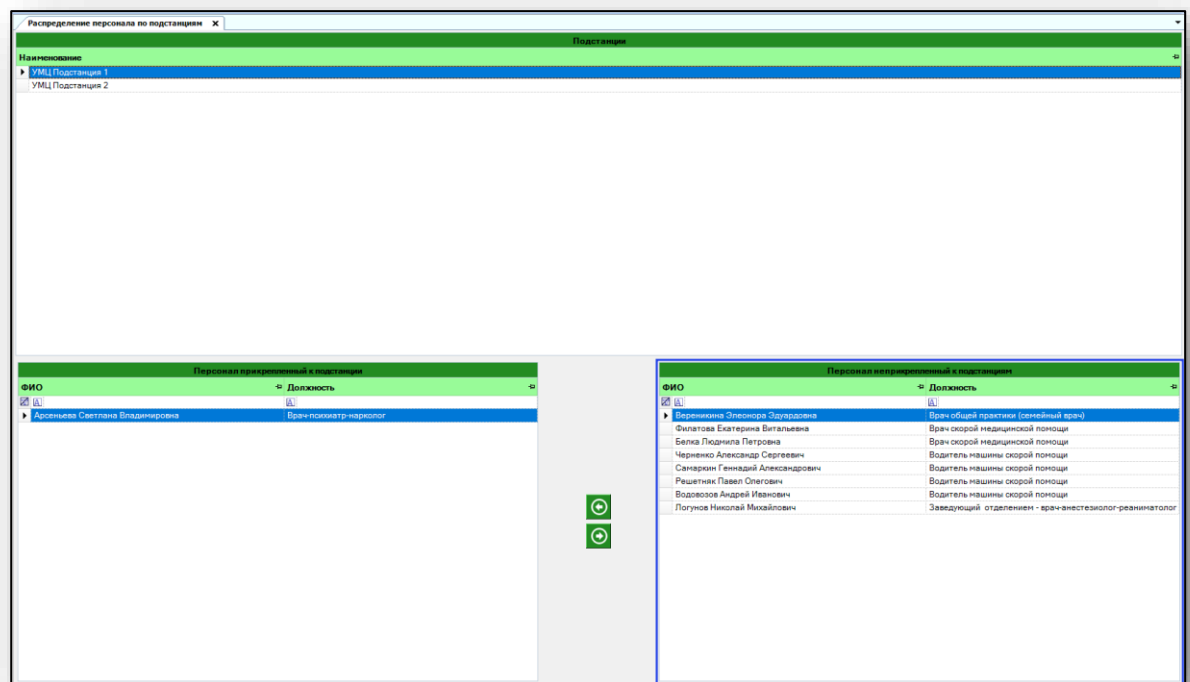 Распределение персонала по подстанциям X
Подстанции
Наименование
УМЦ Подстанция 1
УМЦ Подстанция 2
Персонал прикрепленный к подстанции
ФИО Должность
A A
Арсеньева Светлана Владимировна Врач-психиатр-нарколог
Персонал неприкрепленный к подстанциям
ФИО Должность
A A
Вереникина Элеонора Эдуардовна Врач общей практики (семейный врач)
Филатова Екатерина Витальевна Врач скорой медицинской помощи
Белка Людмила Петровна Врач скорой медицинской помощи
Черненко Александр Сергеевич Водитель машины скорой помощи
Самаркин Геннадий Александрович Водитель машины скорой помощи
Решетняк Павел Олегович Водитель машины скорой помощи
Водовозов Андрей Иванович Водитель машины скорой помощи
Логунов Николай Михайлович Заведующий отделением - врач-анестезиолог-реаниматолог